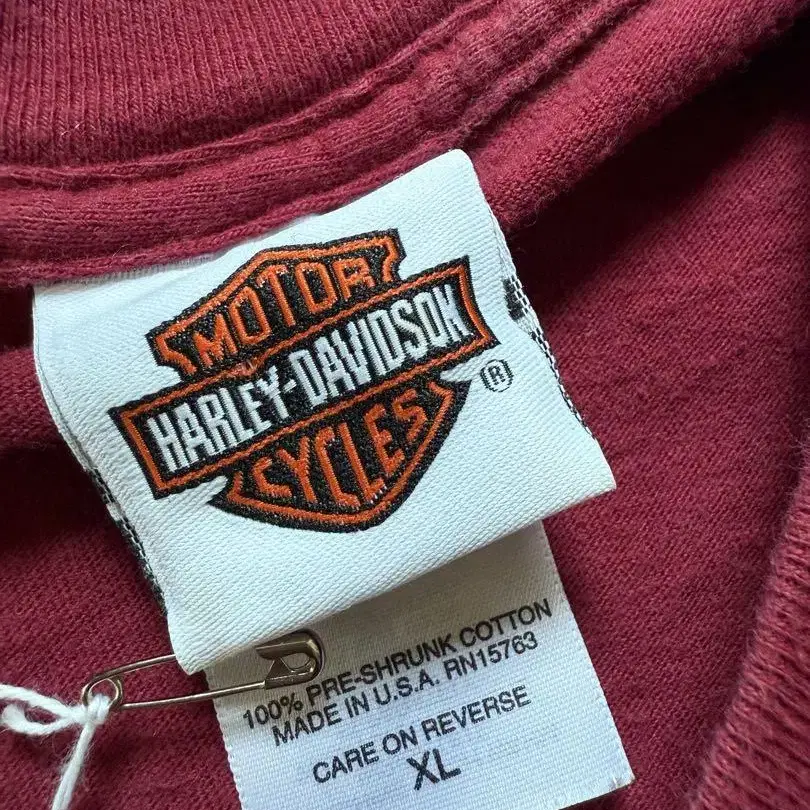 MOTOR
HARLEY-DAVIDSON
CYCLES
®
100% PRE-SHRUNK COTTON
MADE IN U.S.A. RN15763
CARE ON REVERSE
XL